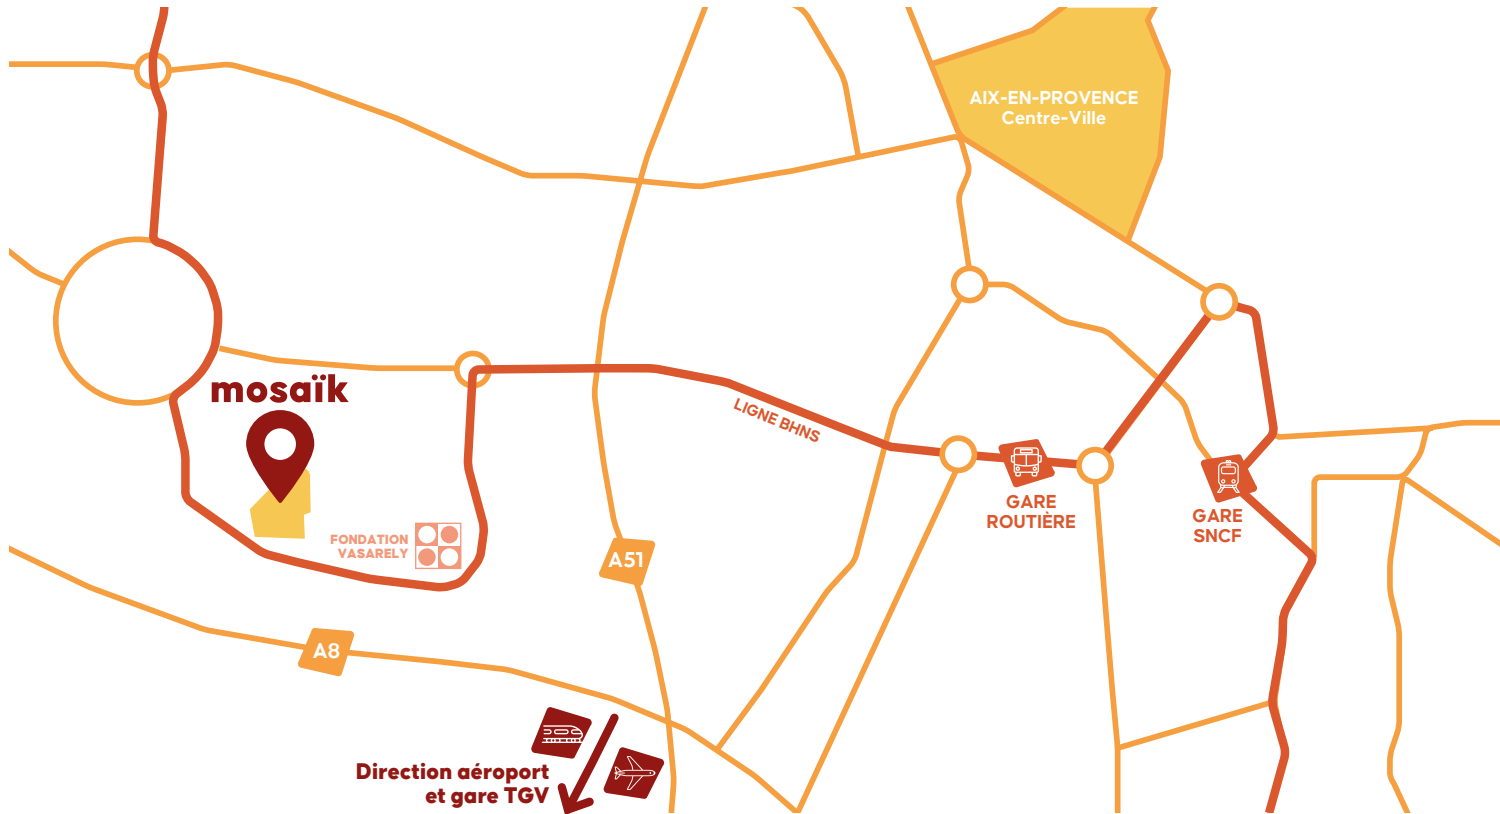 AIX-EN-PROVENCE
Centre-Ville
mosaïk
LIGNE BHNS
GARE
ROUTIÈRE
GARE
SNCF
FONDATION
VASARELY
A51
A8
Direction aéroport
et gare TGV